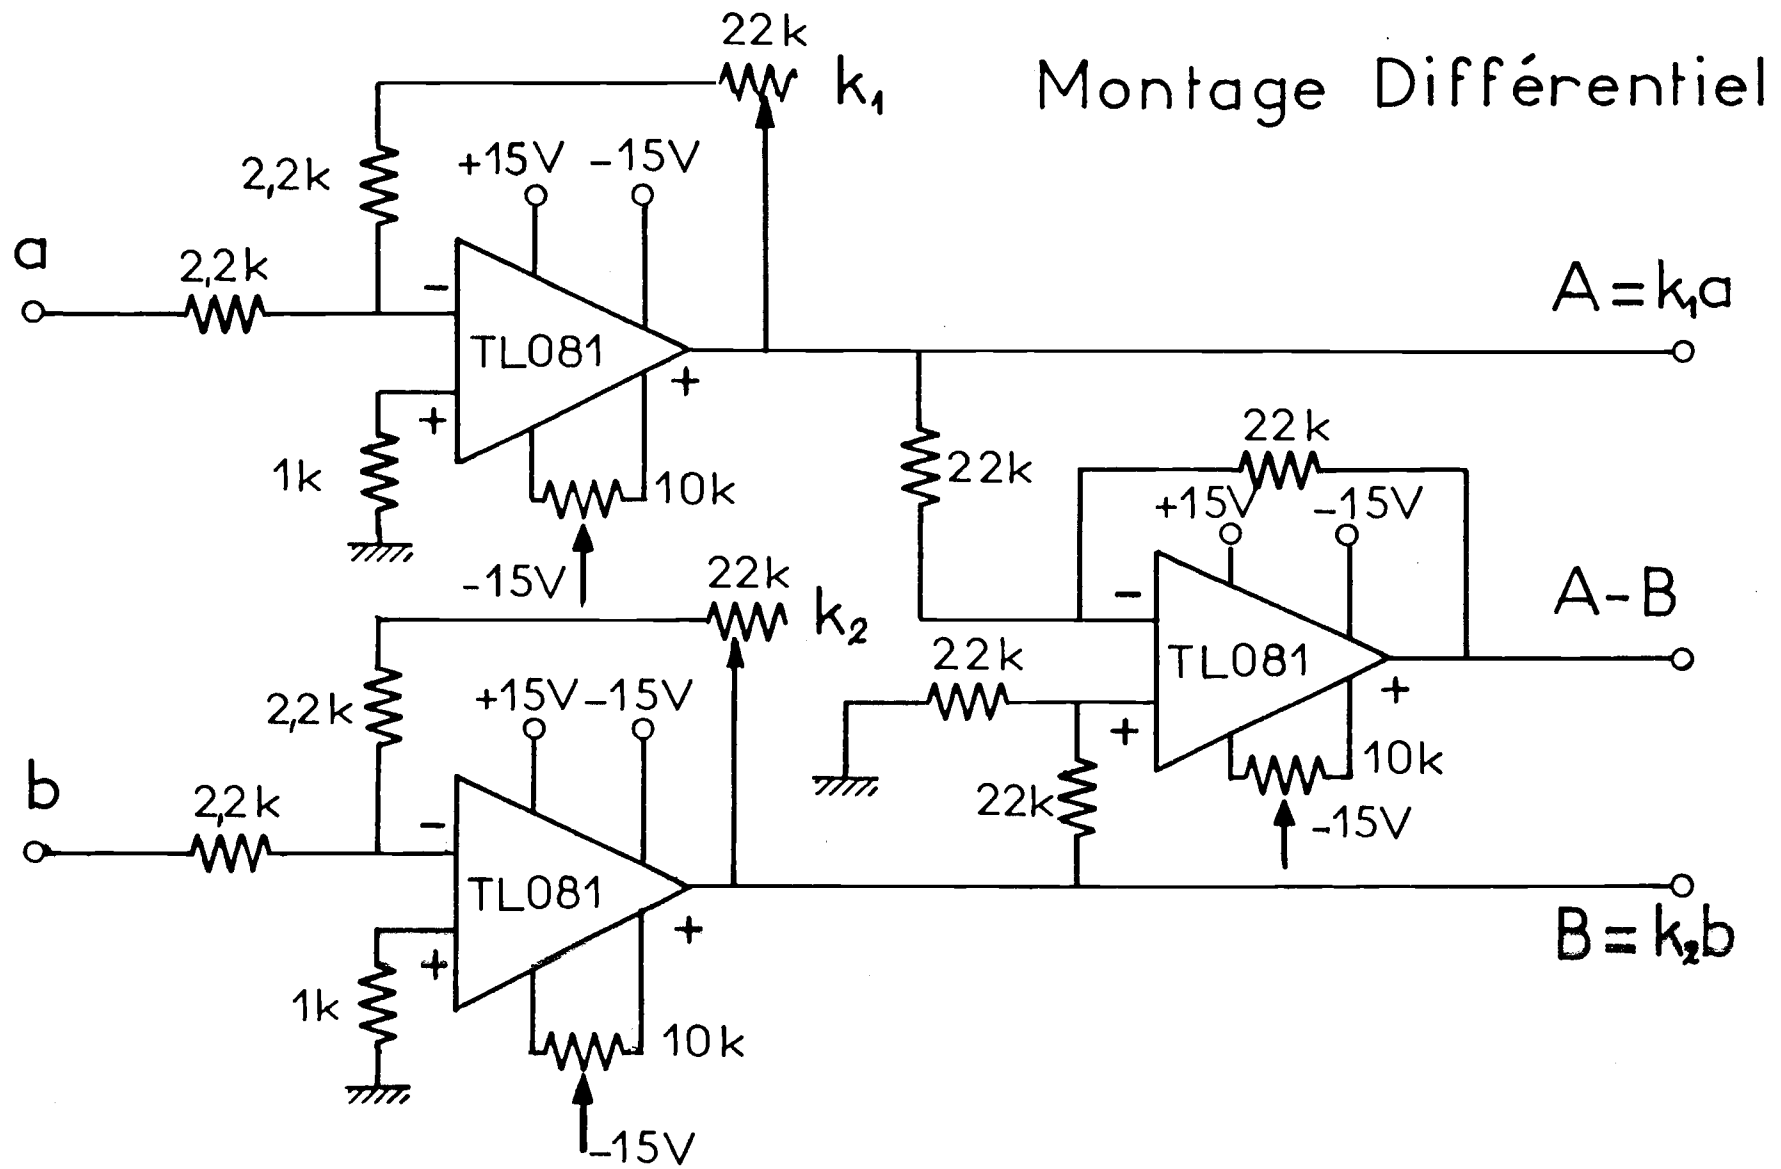 22k
k₁
Montage Différentiel
2,2k
+15V
-15V
a
2,2k
-
TL081
+
+
A = k₁a
1k
10k
-15V
22k
22k
+15V
-15V
22k
k₂
-
TL081
+
+
A-B
22k
22k
10k
-15V
2,2k
+15V
-15V
b
2,2k
-
TL081
+
+
B = k₂b
1k
10k
-15V